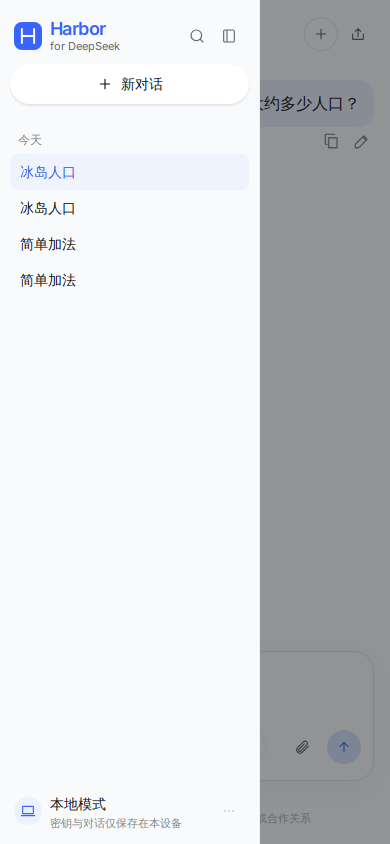 Harbor
for DeepSeek
新对话
今天
冰岛人口
冰岛人口
简单加法
简单加法
本地模式
密钥与对话仅保存在本设备
约多少人口？
或合作关系